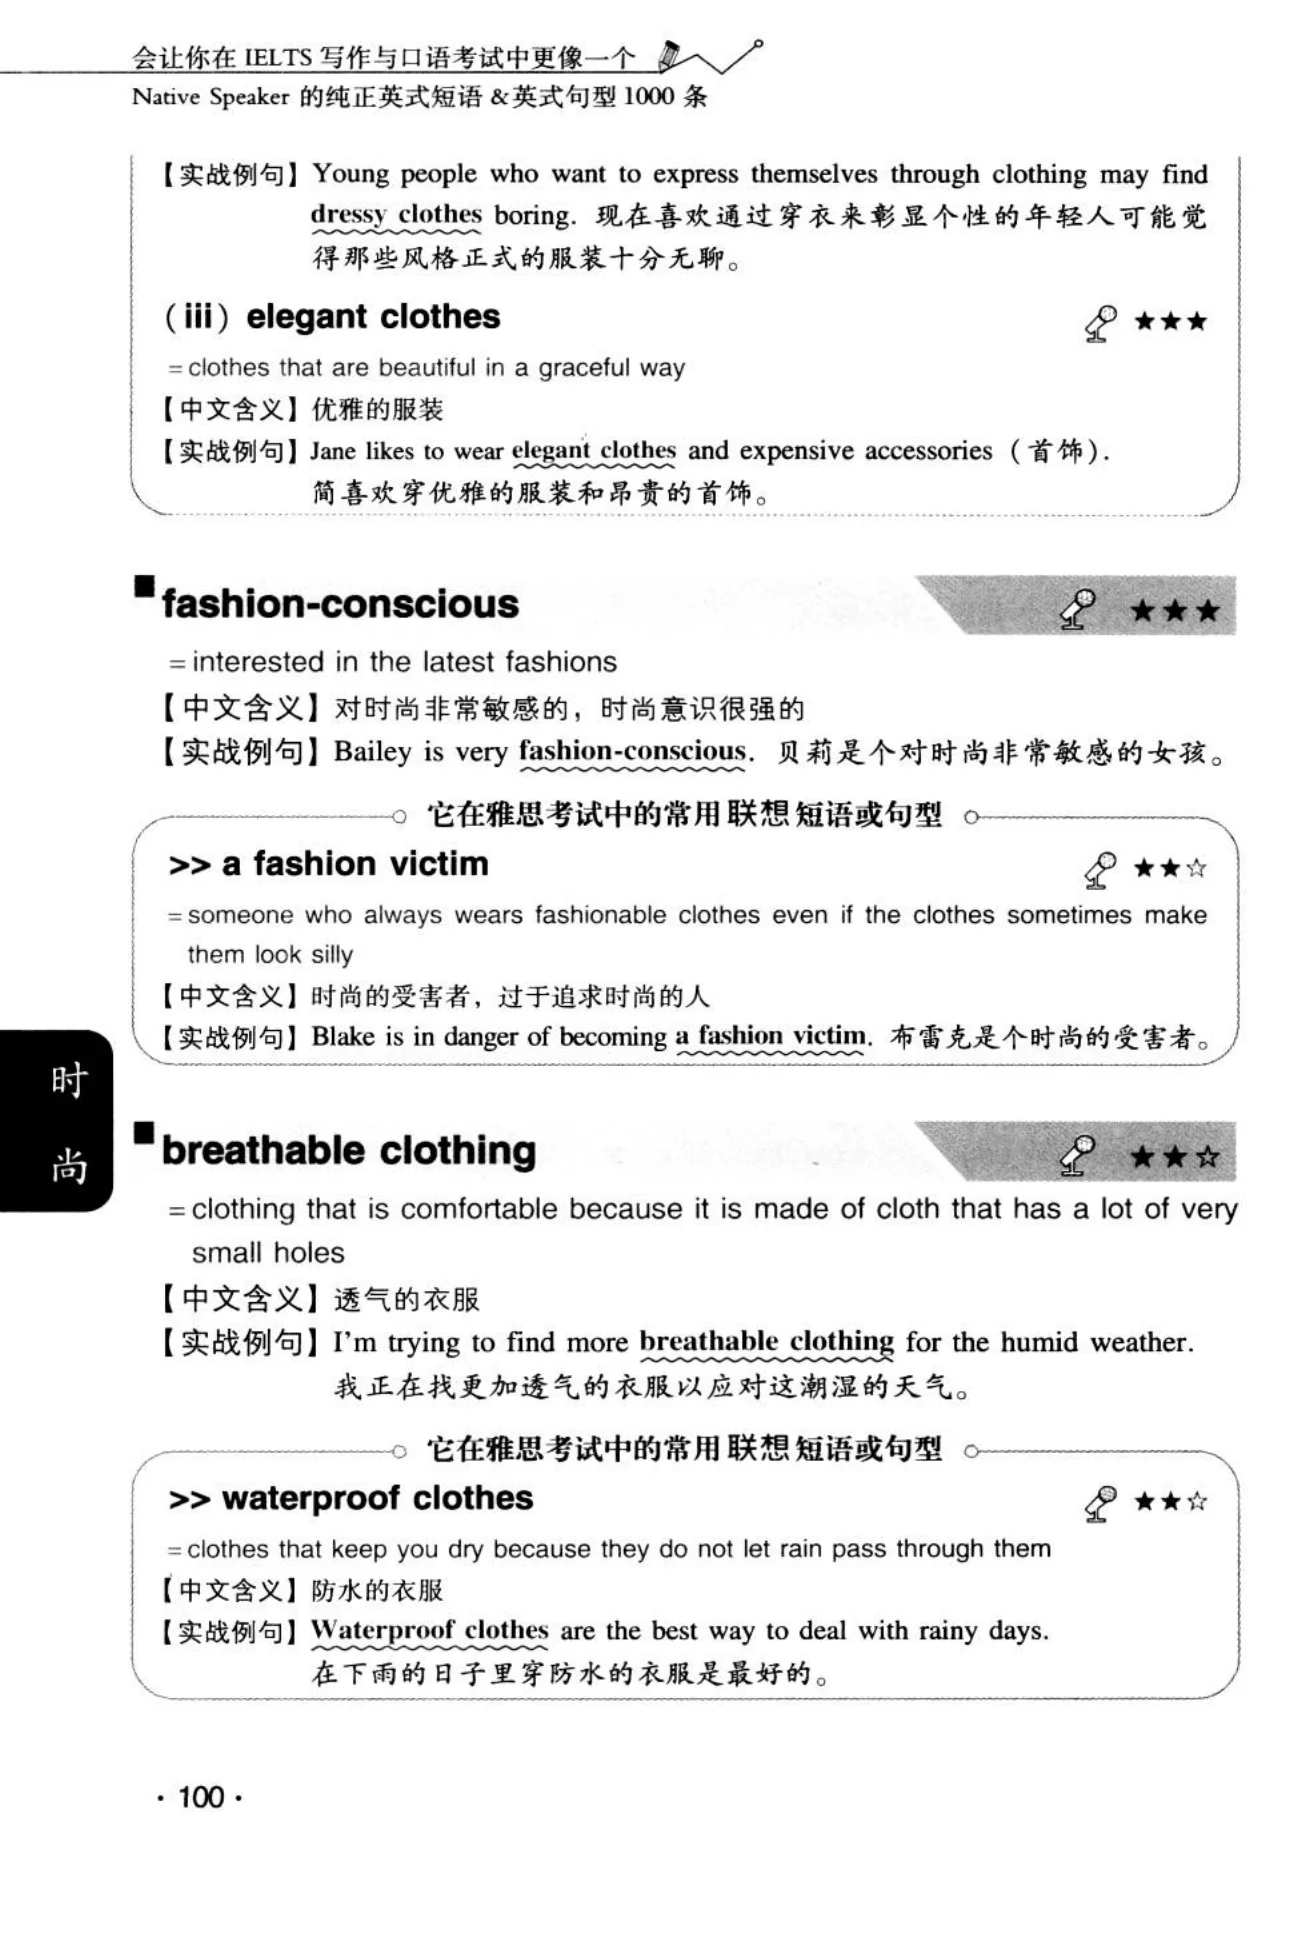 会让你在 IELTS 写作与口语考试中更像一个
Native Speaker 的纯正英式短语 &英式句型 1000 条
【实战例句】Young people who want to express themselves through clothing may find
dressy clothes boring. 现在喜欢通过穿衣来彰显个性的年轻人可能觉
得那些风格正式的服装十分无聊。
(iii) elegant clothes ★★★
=clothes that are beautiful in a graceful way
【中文含义】优雅的服装
【实战例句】Jane likes to wear elegant clothes and expensive accessories (首饰).
简喜欢穿优雅的服装和昂贵的首饰。
■fashion-conscious ★★★
=interested in the latest fashions
【中文含义】对时尚非常敏感的，时尚意识很强的
【实战例句】Bailey is very fashion-conscious. 贝莉是个对时尚非常敏感的女孩。
它在雅思考试中的常用联想短语或句型
>> a fashion victim ★★☆
=someone who always wears fashionable clothes even if the clothes sometimes make
them look silly
【中文含义】时尚的受害者，过于追求时尚的人
【实战例句】Blake is in danger of becoming a fashion victim. 布雷克是个时尚的受害者。
时
尚
■breathable clothing ★★☆
=clothing that is comfortable because it is made of cloth that has a lot of very
small holes
【中文含义】透气的衣服
【实战例句】I'm trying to find more breathable clothing for the humid weather.
我正在找更加透气的衣服以应对这潮湿的天气。
它在雅思考试中的常用联想短语或句型
>> waterproof clothes ★★☆
=clothes that keep you dry because they do not let rain pass through them
【中文含义】防水的衣服
【实战例句】Waterproof clothes are the best way to deal with rainy days.
在下雨的日子里穿防水的衣服是最好的。
· 100 ·